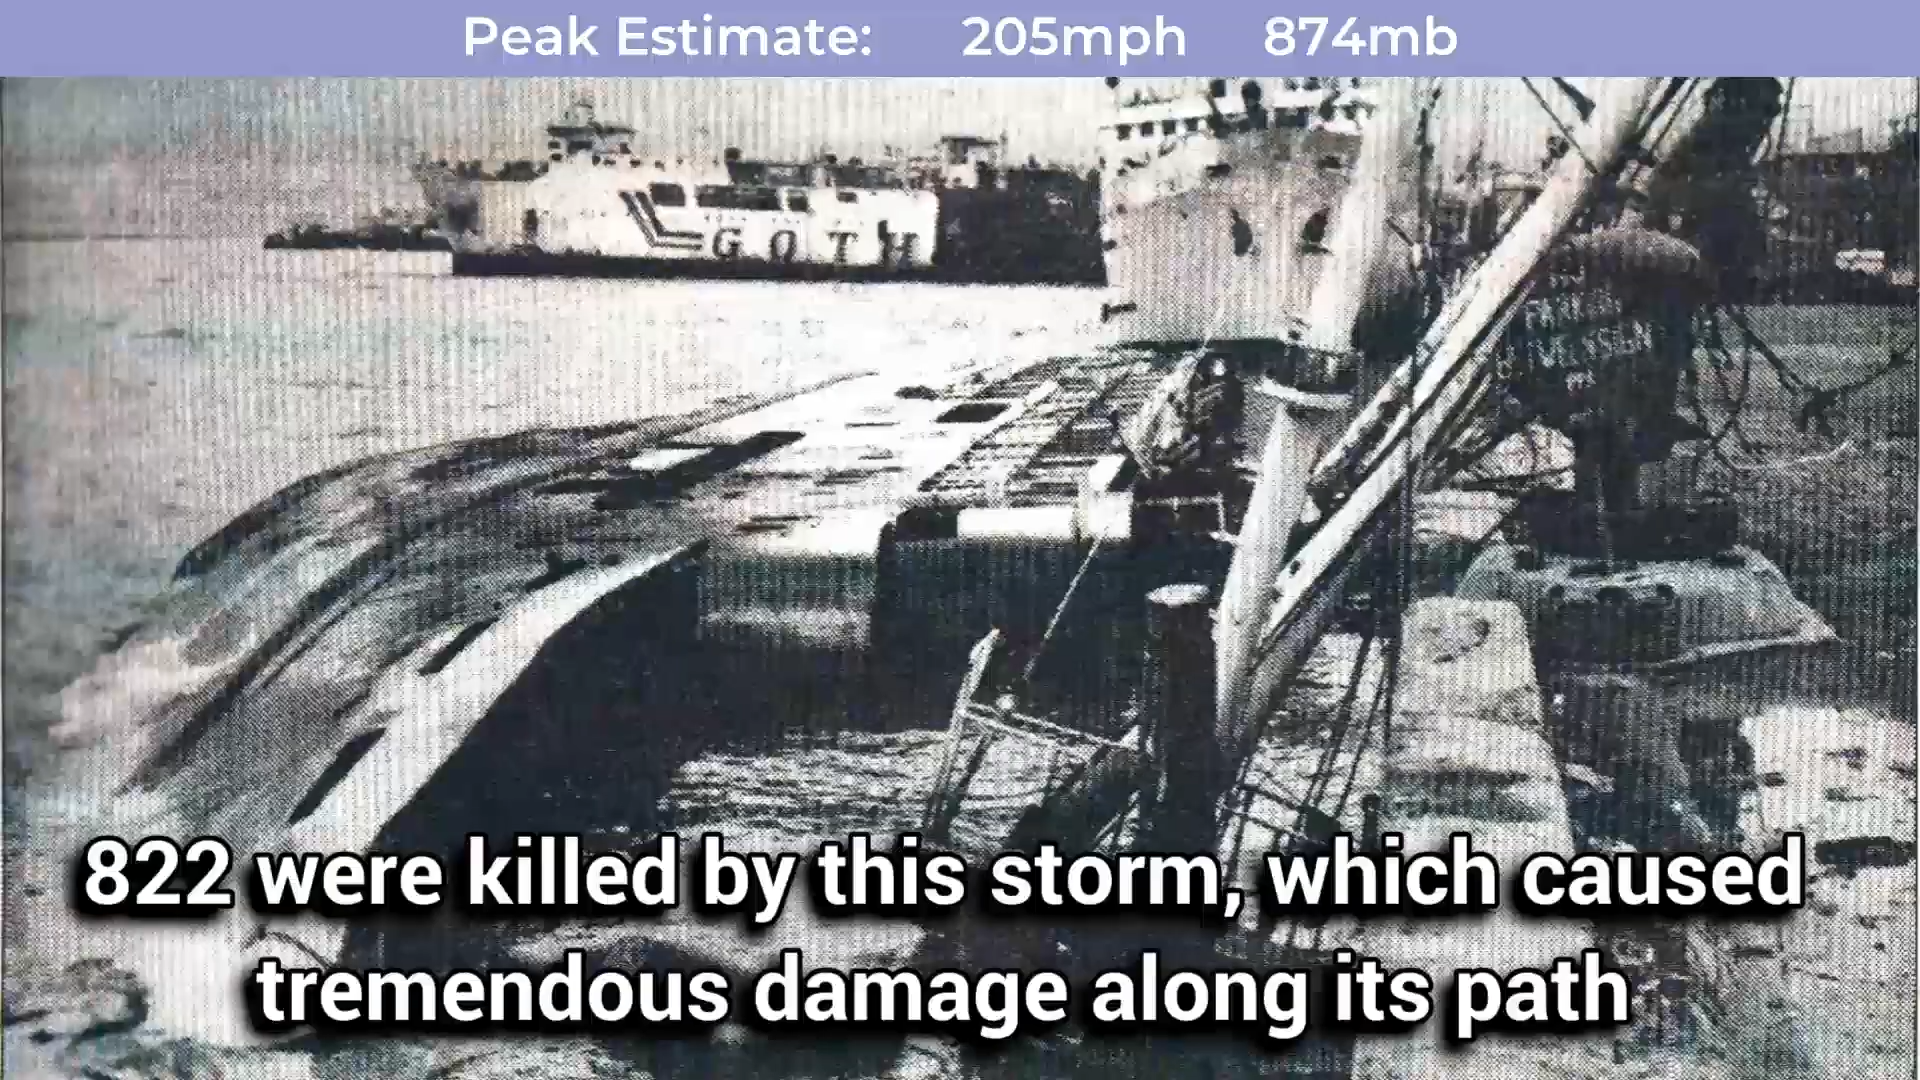 Peak Estimate: 205mph 874mb
GOTH
822 were killed by this storm, which caused
tremendous damage along its path